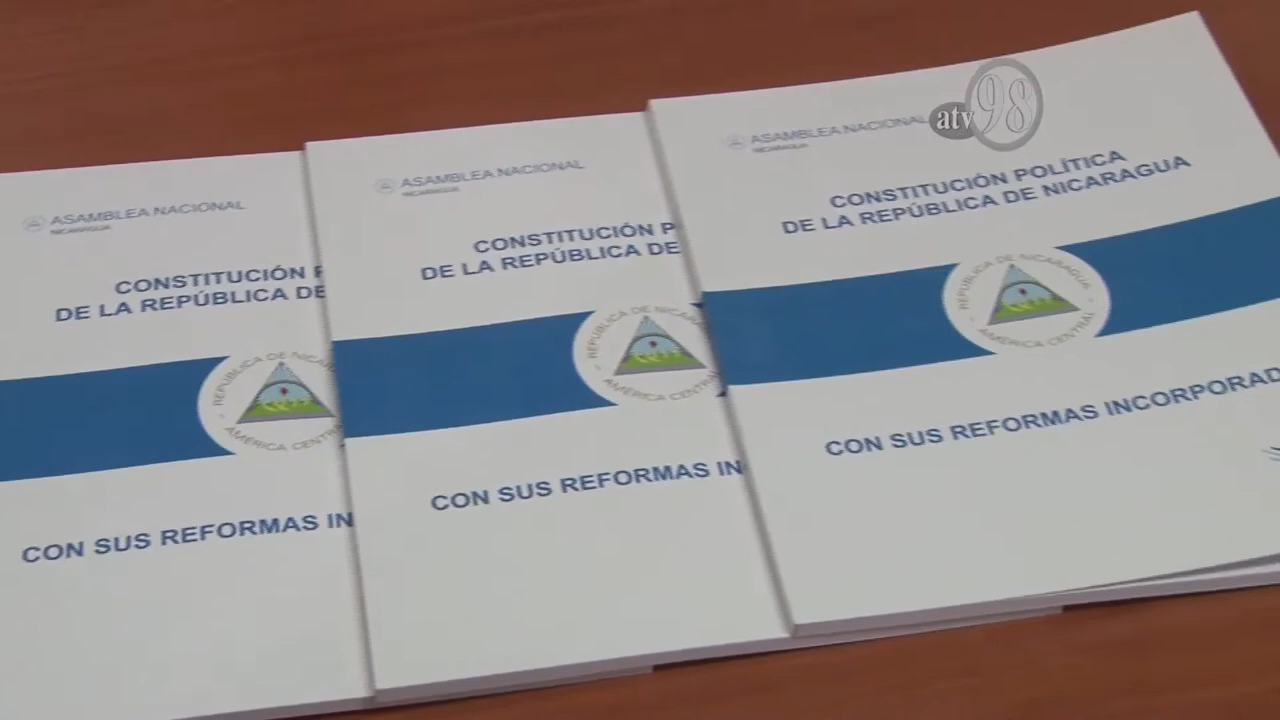 ASAMBLEA NACIONAL
NICARAGUA
CONSTITUCIÓN P
DE LA REPÚBLICA DE
REPÚBLICA DE NICAR
AMÉRICA CENTRAL
CON SUS REFORMAS IN
ASAMBLEA NACIONAL
NICARAGUA
CONSTITUCIÓN P
DE LA REPÚBLICA DE
REPÚBLICA DE NICARA
AMÉRICA CENTRAL
CON SUS REFORMAS IN
ASAMBLEA NACIONAL
NICARAGUA
atv 98
CONSTITUCIÓN POLÍTICA
DE LA REPÚBLICA DE NICARAGUA
REPÚBLICA DE NICARAGUA
AMÉRICA CENTRAL
CON SUS REFORMAS INCORPORAD